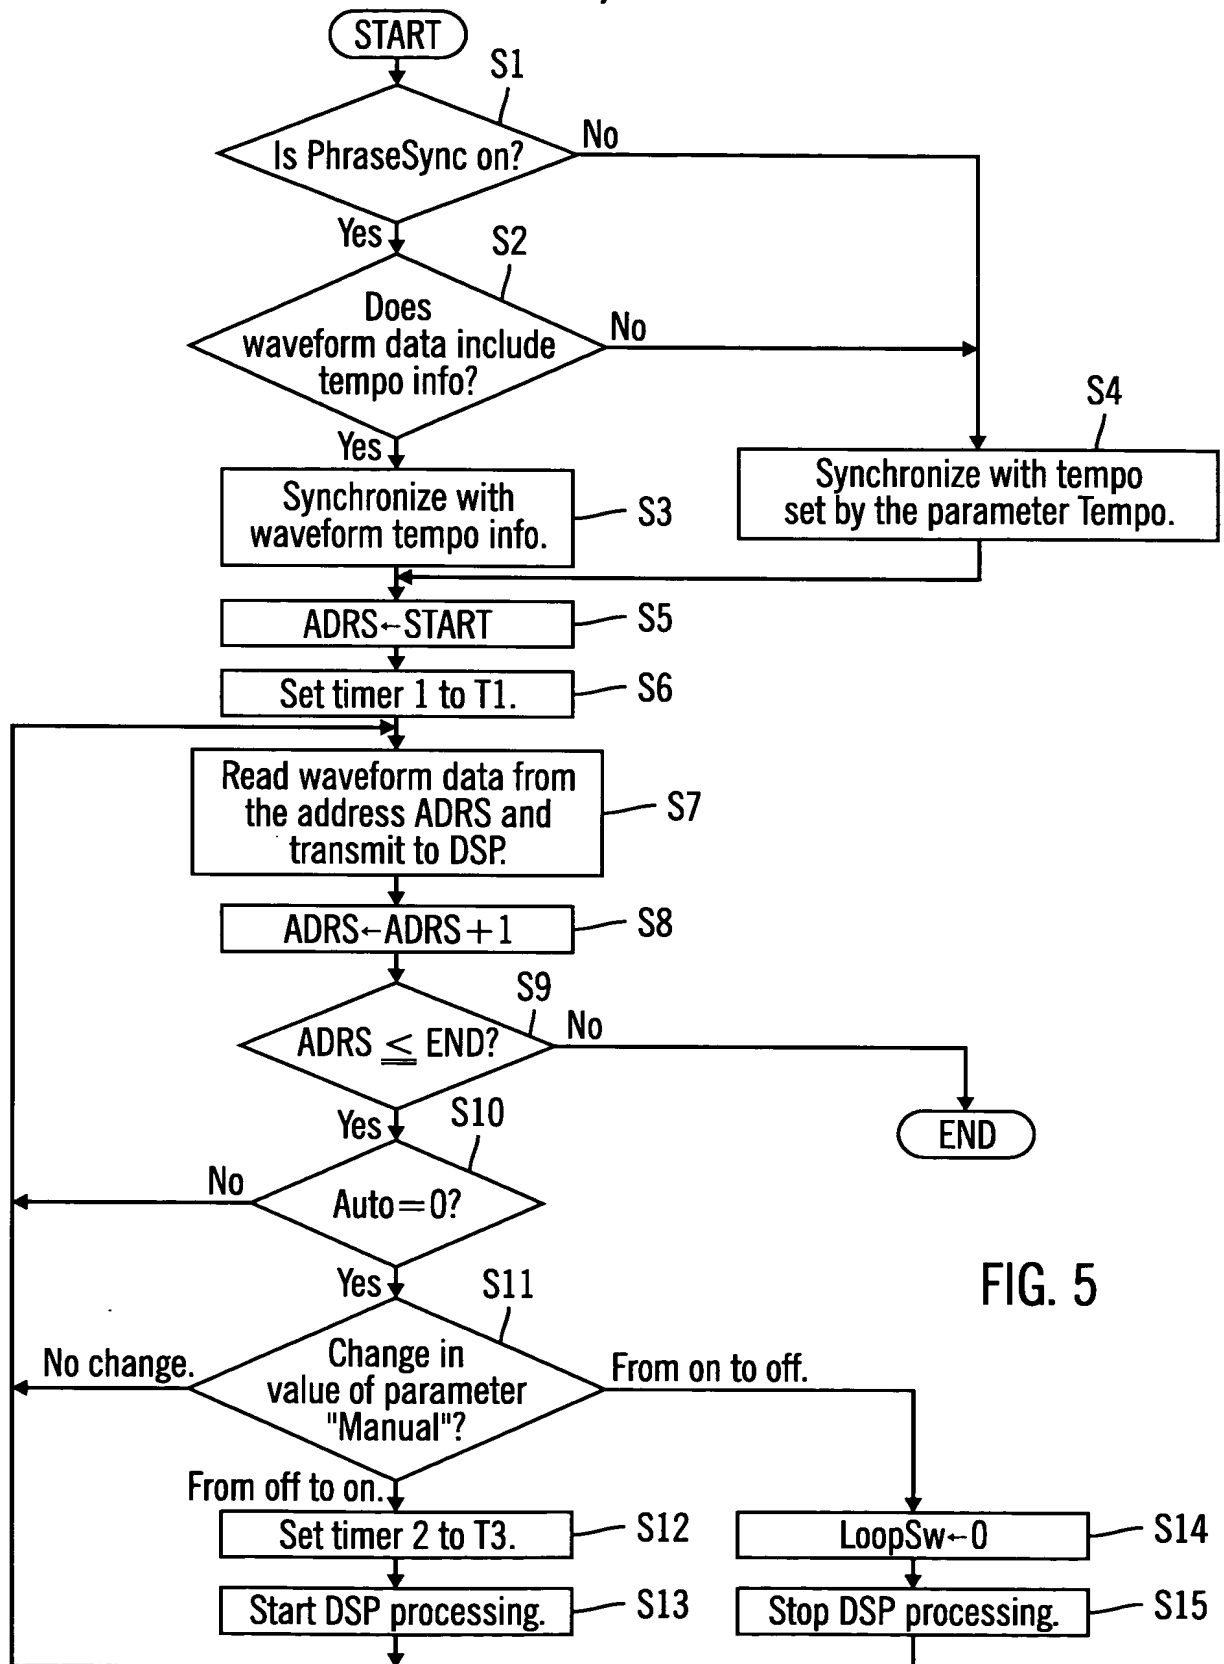 START
S1
Is PhraseSync on?
No
Yes
S2
Does
waveform data include
tempo info?
No
Yes
S4
Synchronize with tempo
set by the parameter Tempo.
Synchronize with
waveform tempo info.
S3
ADRS←START
S5
Set timer 1 to T1.
S6
Read waveform data from
the address ADRS and
transmit to DSP.
S7
ADRS←ADRS+1
S8
S9
ADRS ≦ END?
No
Yes
END
S10
Auto=0?
No
Yes
FIG. 5
S11
Change in
value of parameter
"Manual"?
No change.
From on to off.
From off to on.
Set timer 2 to T3.
S12
LoopSw←0
S14
Start DSP processing.
S13
Stop DSP processing.
S15